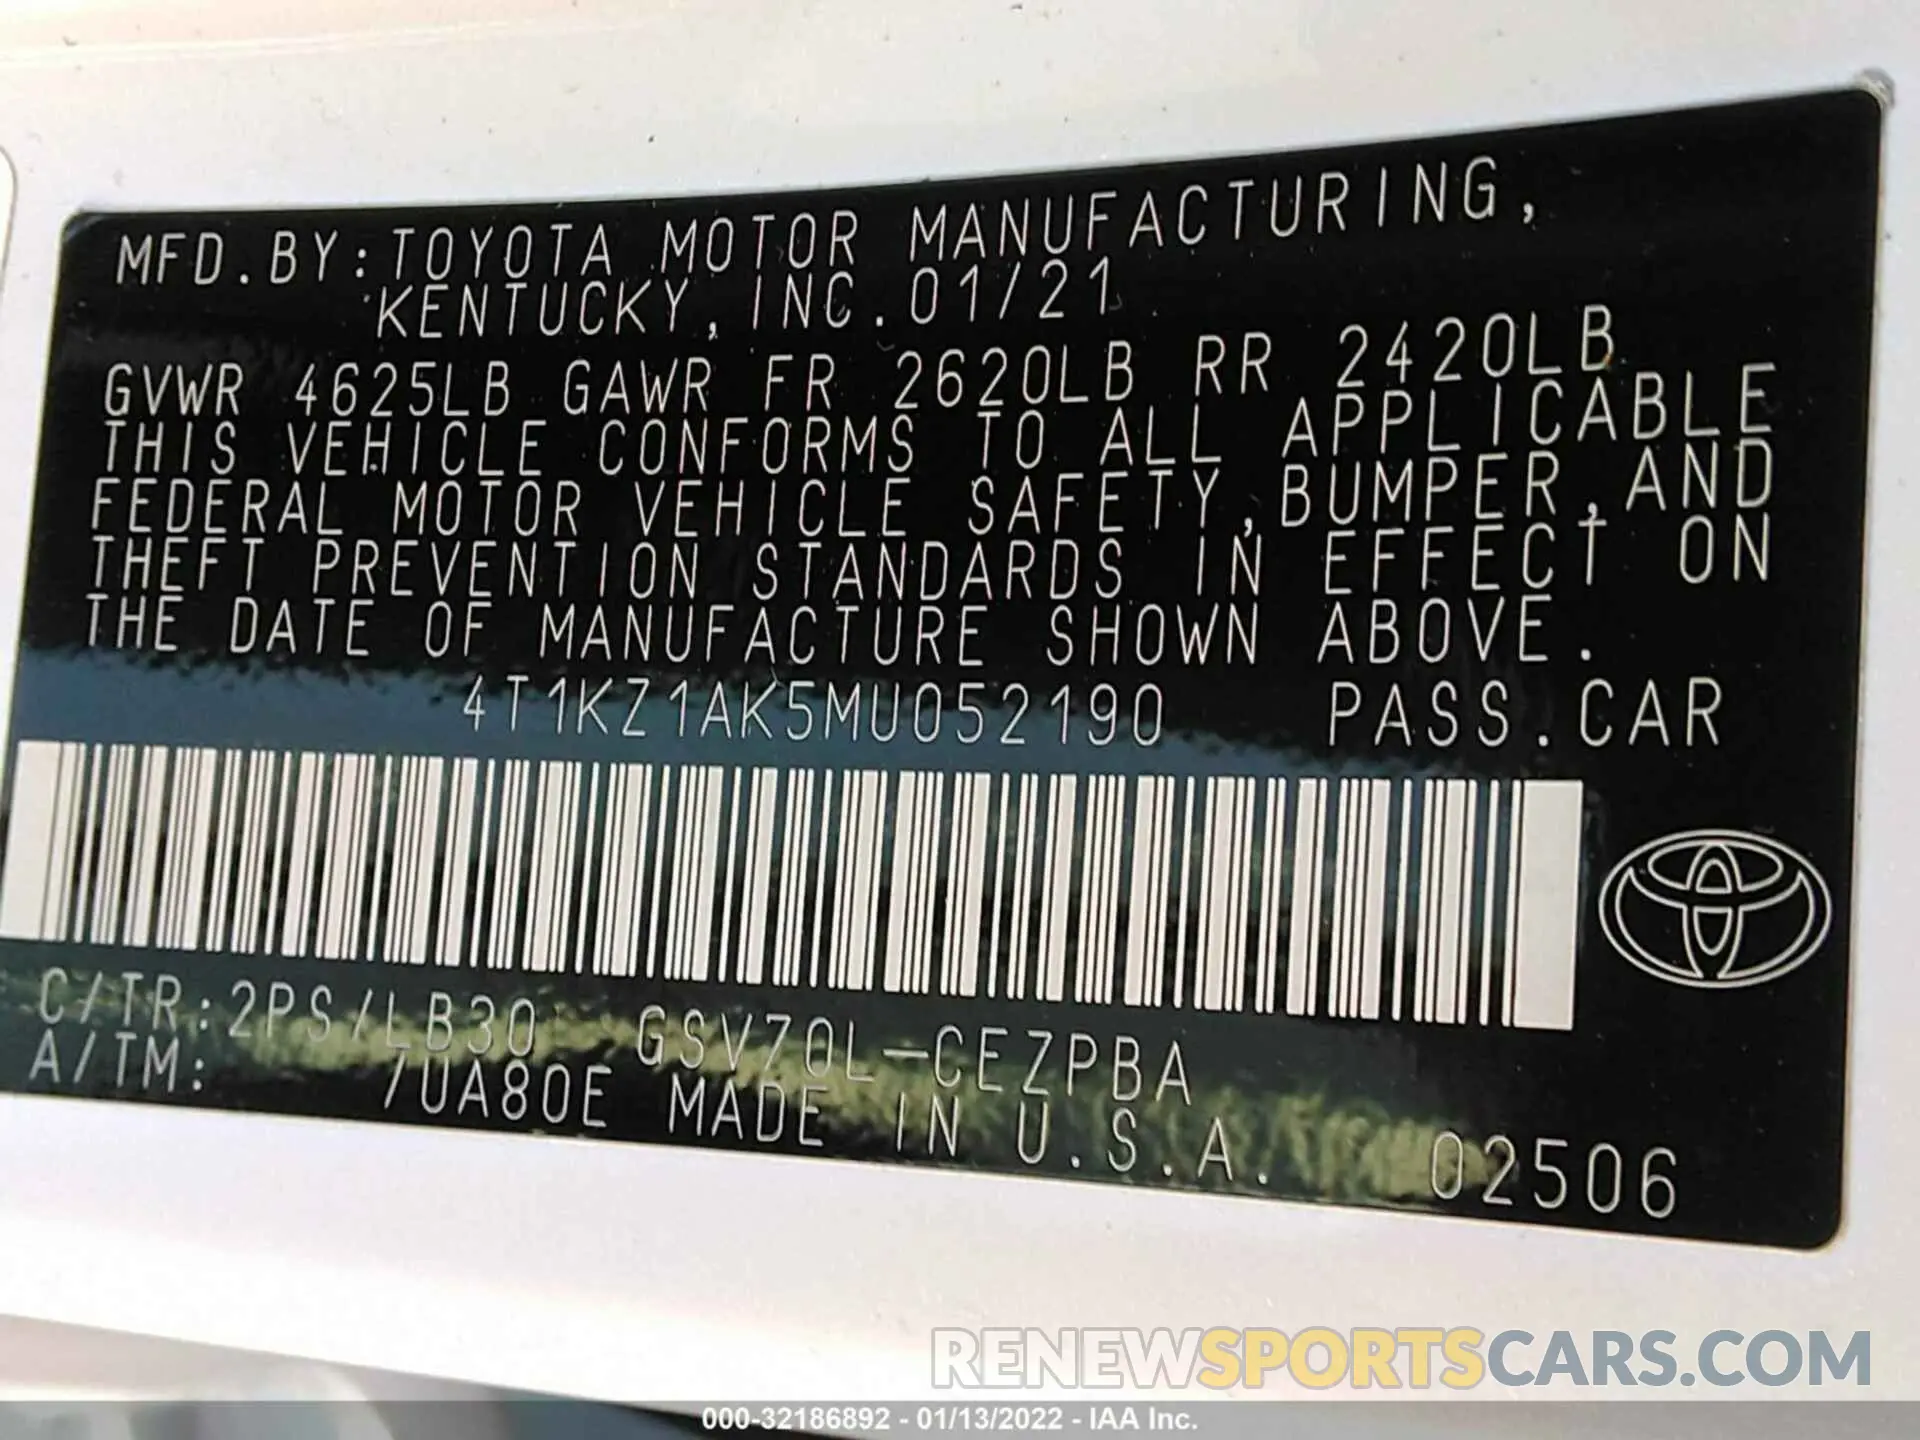 MFD.BY:TOYOTA MOTOR MANUFACTURING,
KENTUCKY, INC.01/21
GVWR 4625LB GAWR FR 2620LB RR 2420LB
THIS VEHICLE CONFORMS TO ALL APPLICABLE
FEDERAL MOTOR VEHICLE SAFETY,BUMPER,AND
THEFT PREVENTION STANDARDS IN EFFECT ON
THE DATE OF MANUFACTURE SHOWN ABOVE.
4T1KZ1AK5MU052190 PASS.CAR
C/TR:2PS/LB30 GSV70L-CEZPBA
A/TM: /UA80E MADE IN U.S.A. 02506
RENEWSPORTSCARS.COM
000-32186892 - 01/13/2022 - IAA Inc.